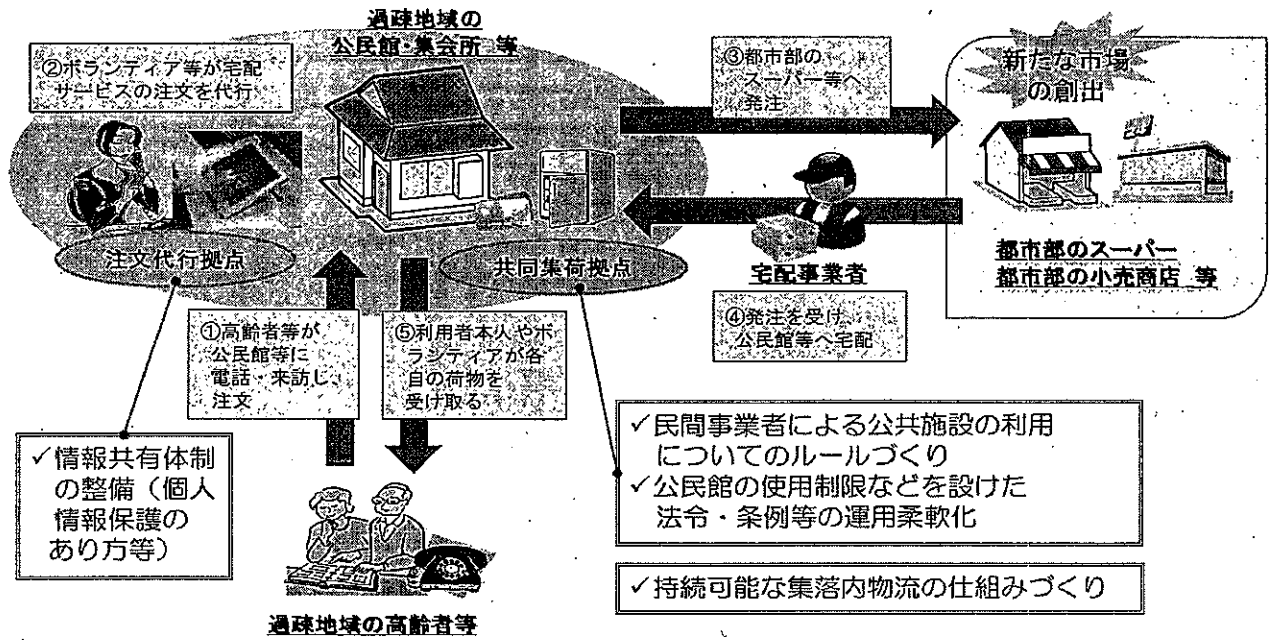 過疎地域の
公民館・集会所 等
②ボランティア等が宅配
サービスの注文を代行
③都市部の
スーパー等へ
発注
新たな市場
の創出
注文代行拠点
共同集荷拠点
宅配事業者
都市部のスーパー
都市部の小売商店 等
①高齢者等が
公民館等に
電話・来訪し、
注文
⑤利用者本人やボ
ランティアが各
自の荷物を
受け取る
④発注を受け
公民館等へ宅配
✓情報共有体制
の整備（個人
情報保護の
あり方等）
✓民間事業者による公共施設の利用
についてのルールづくり
✓公民館の使用制限などを設けた
法令・条例等の運用柔軟化
✓持続可能な集落内物流の仕組みづくり
過疎地域の高齢者等